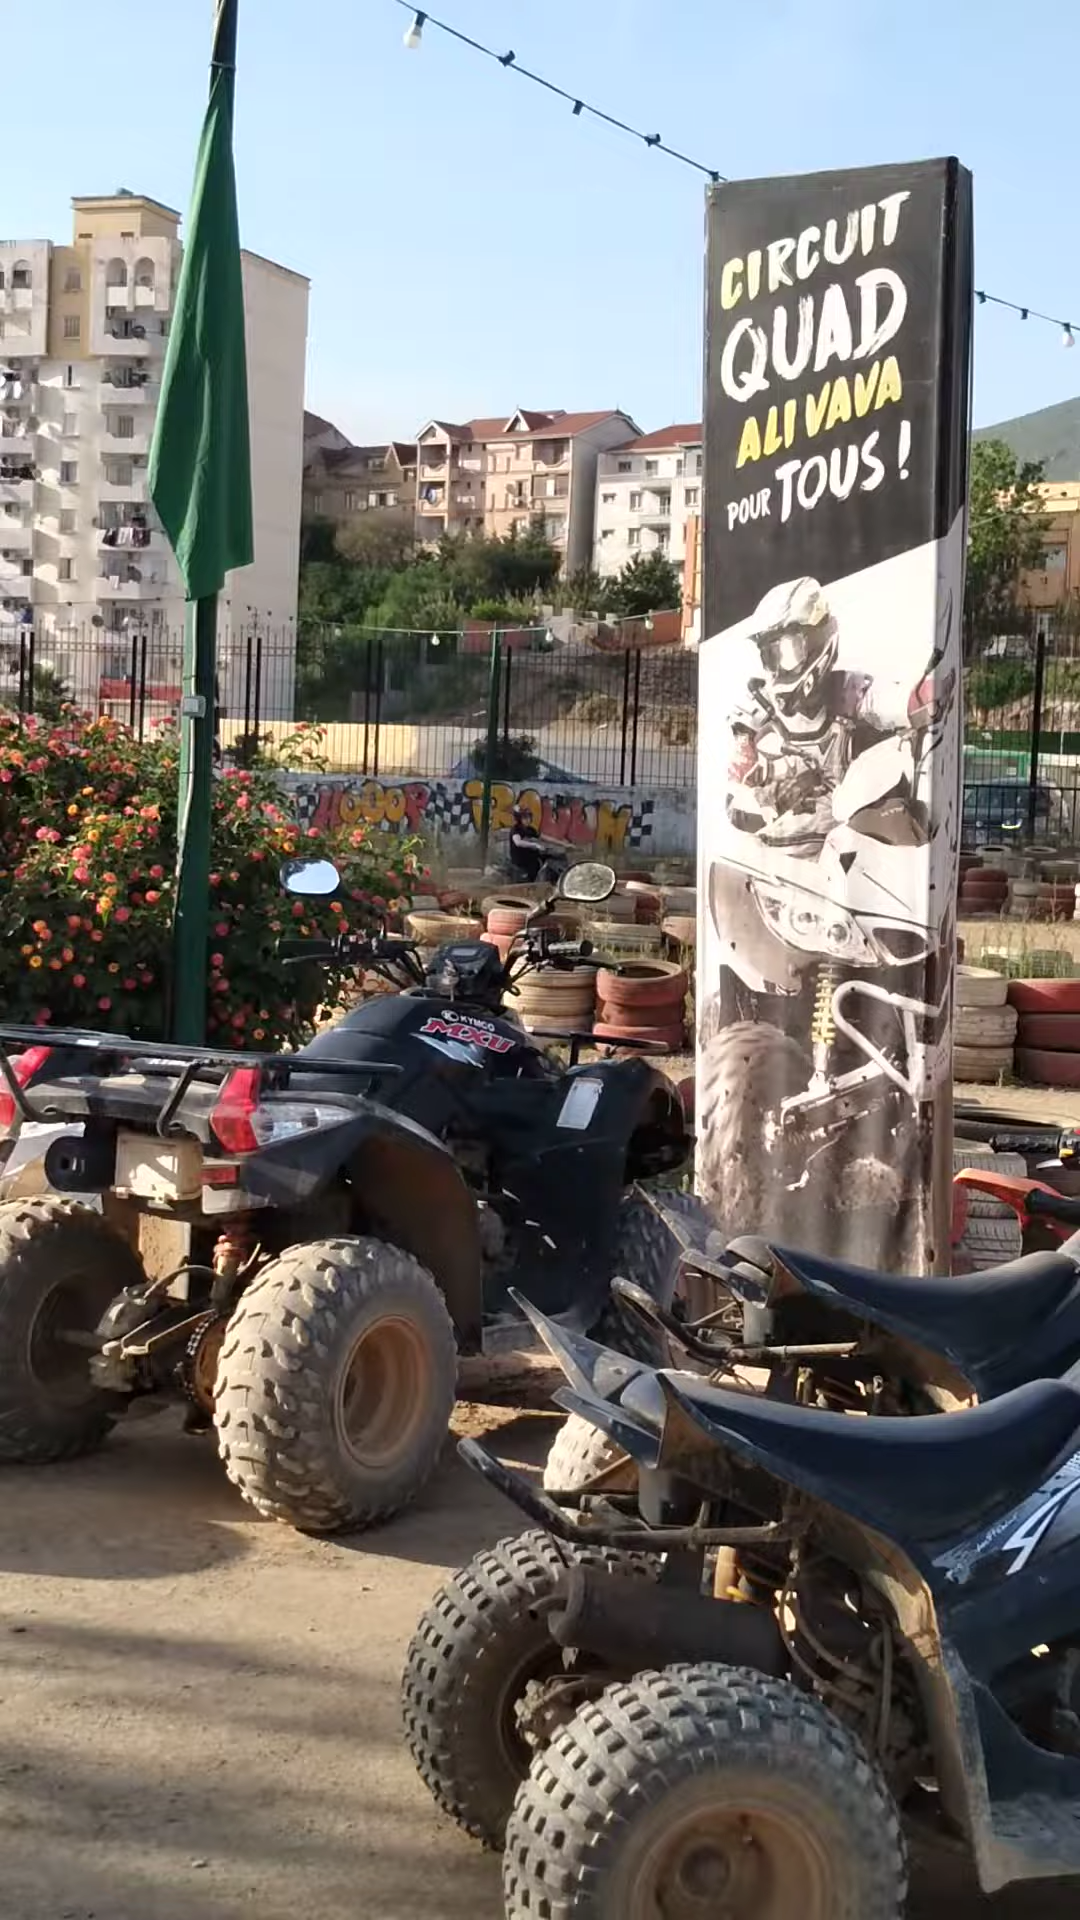 CIRCUIT
QUAD
ALI VAVA
POUR TOUS !
KYMCO
MXU